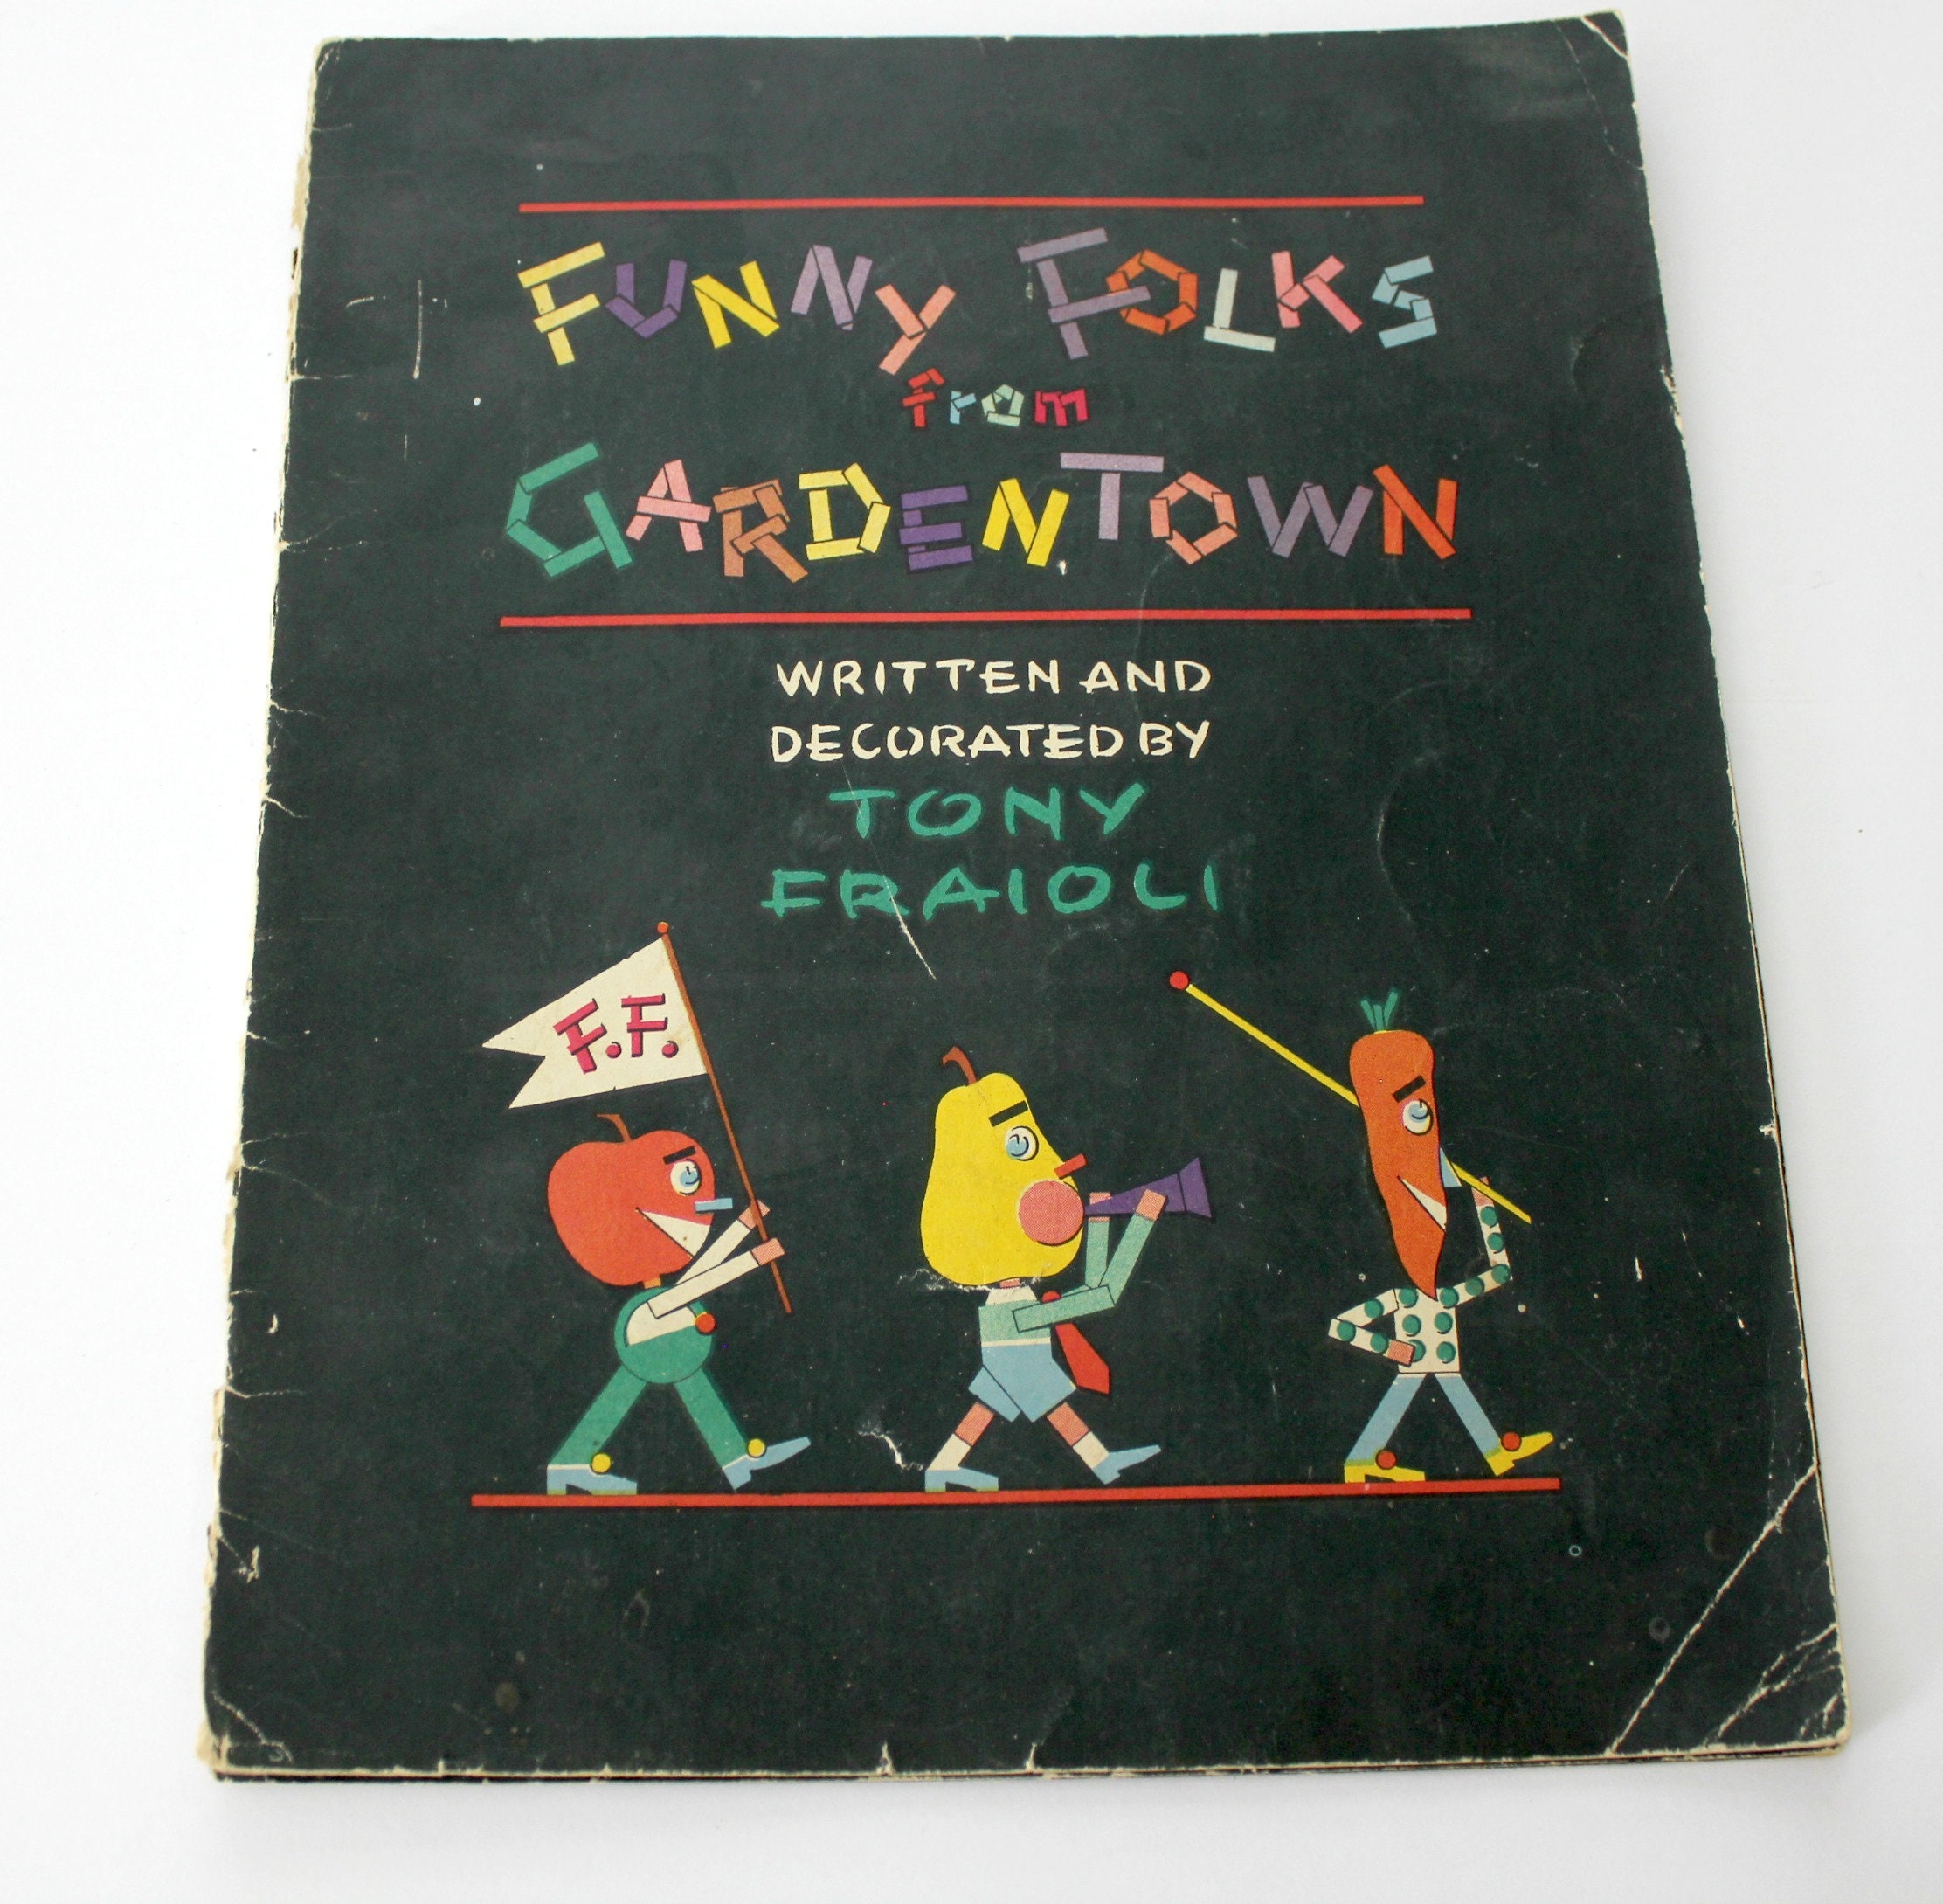 FUNNY FOLKS
from
GARDENTOWN
WRITTEN AND
DECORATED BY
TONY
FRAIOLI
F.F.